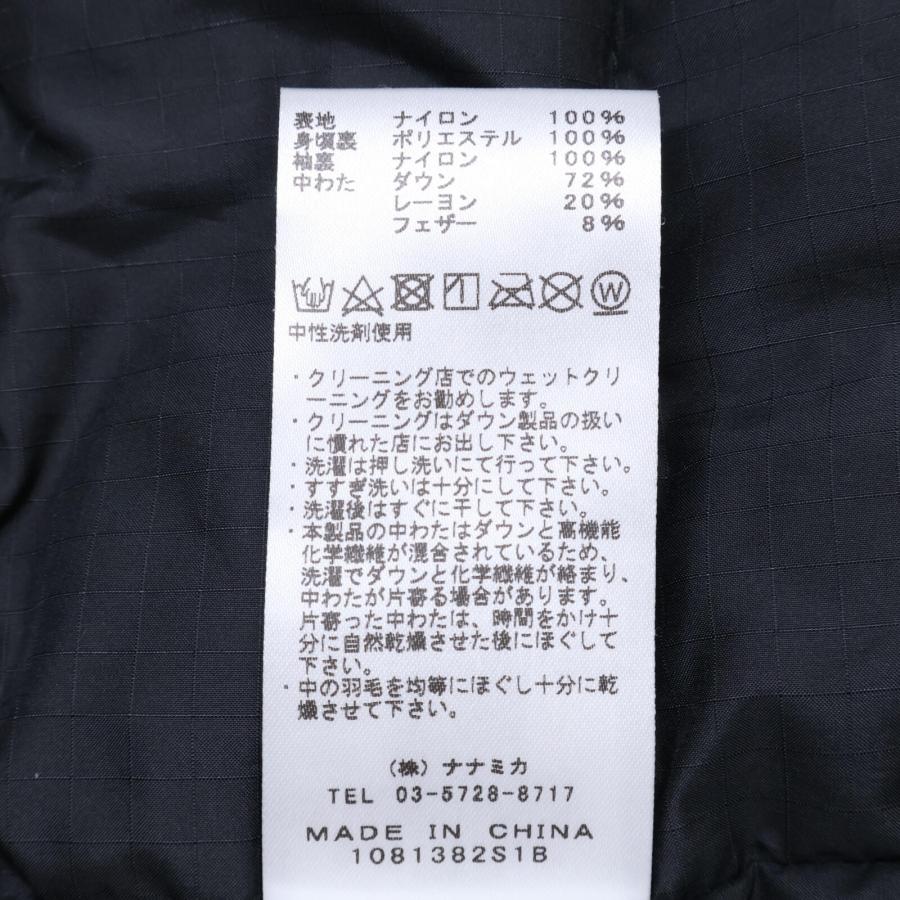 表地 ナイロン 100%
身頃裏 ポリエステル 100%
袖裏 ナイロン 100%
中わた ダウン 72%
レーヨン 20%
フェザー 8%
W
中性洗剤使用
・クリーニング店でのウェットクリ
ーニングをお勧めします。
・クリーニングはダウン製品の扱い
に慣れた店にお出し下さい。
・洗濯は押し洗いにて行って下さい。
・すすぎ洗いは十分にして下さい。
・洗濯後はすぐに干して下さい。
・本製品の中わたはダウンと高機能
化学繊維が混合されているため、
洗濯でダウンと化学繊維が絡まり、
中わたが片寄る場合があります。
片寄った中わたは、時間をかけ十
分に自然乾燥させた後にほぐして
下さい。
・中の羽毛を均等にほぐし十分に乾
燥させて下さい。
(株) ナナミカ
TEL 03-5728-8717
MADE IN CHINA
1081382S1B